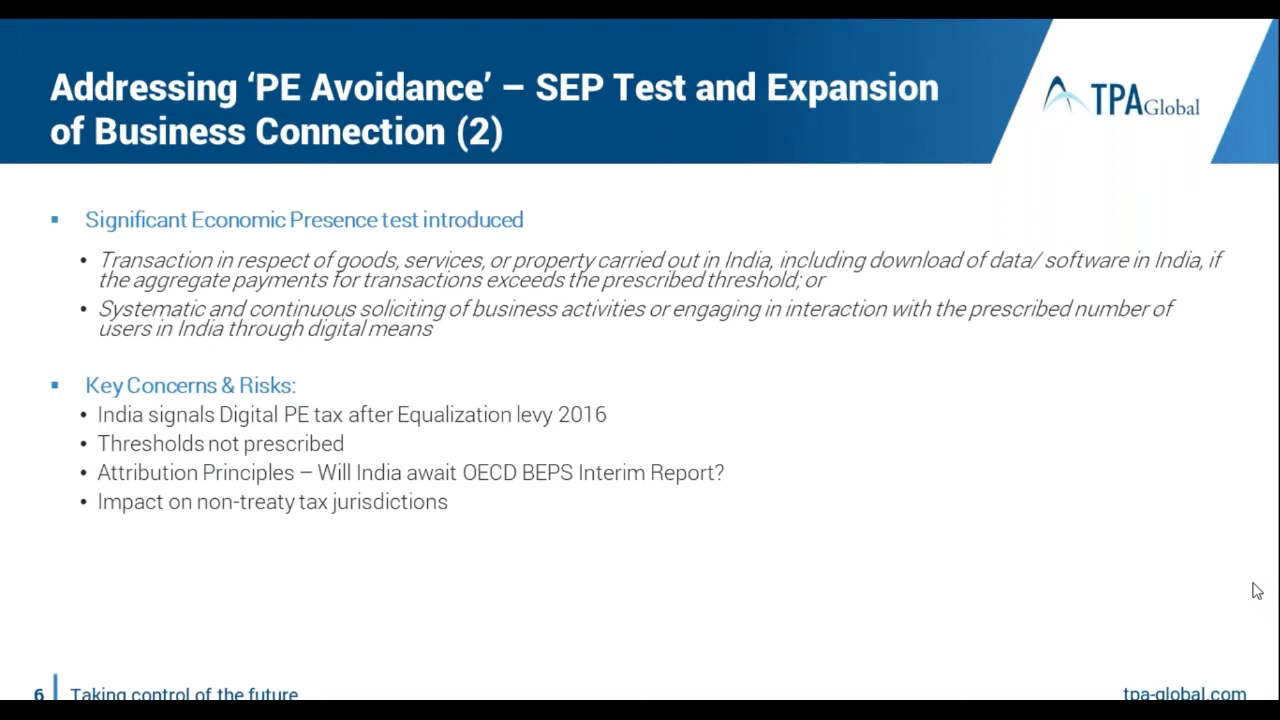 Addressing ‘PE Avoidance’ – SEP Test and Expansion
of Business Connection (2)
TPA Global
▪ Significant Economic Presence test introduced
• Transaction in respect of goods, services, or property carried out in India, including download of data/ software in India, if
the aggregate payments for transactions exceeds the prescribed threshold; or
• Systematic and continuous soliciting of business activities or engaging in interaction with the prescribed number of
users in India through digital means
▪ Key Concerns & Risks:
• India signals Digital PE tax after Equalization levy 2016
• Thresholds not prescribed
• Attribution Principles – Will India await OECD BEPS Interim Report?
• Impact on non-treaty tax jurisdictions
6 Taking control of the future
tpa-global.com